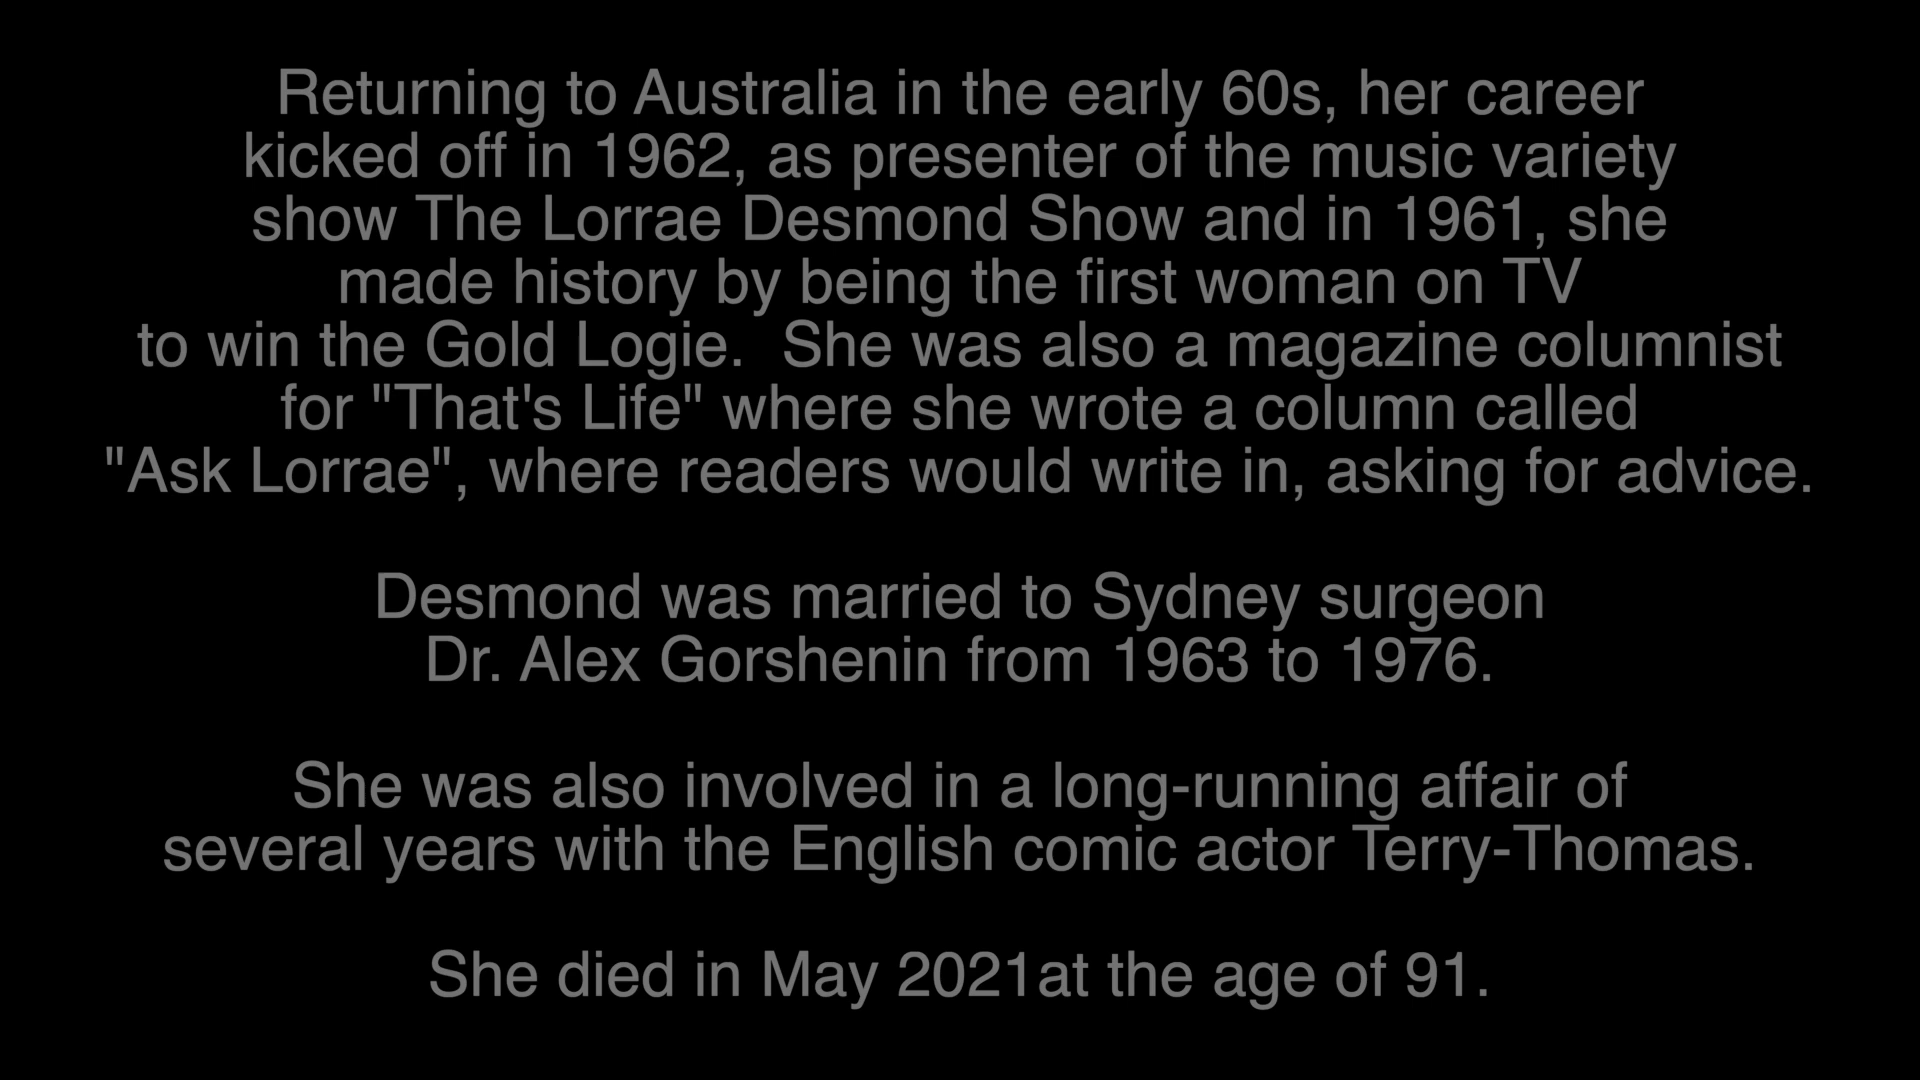 Returning to Australia in the early 60s, her career
kicked off in 1962, as presenter of the music variety
show The Lorrae Desmond Show and in 1961, she
made history by being the first woman on TV
to win the Gold Logie.  She was also a magazine columnist
for "That's Life" where she wrote a column called
"Ask Lorrae", where readers would write in, asking for advice.
Desmond was married to Sydney surgeon
Dr. Alex Gorshenin from 1963 to 1976.
She was also involved in a long-running affair of
several years with the English comic actor Terry-Thomas.
She died in May 2021at the age of 91.